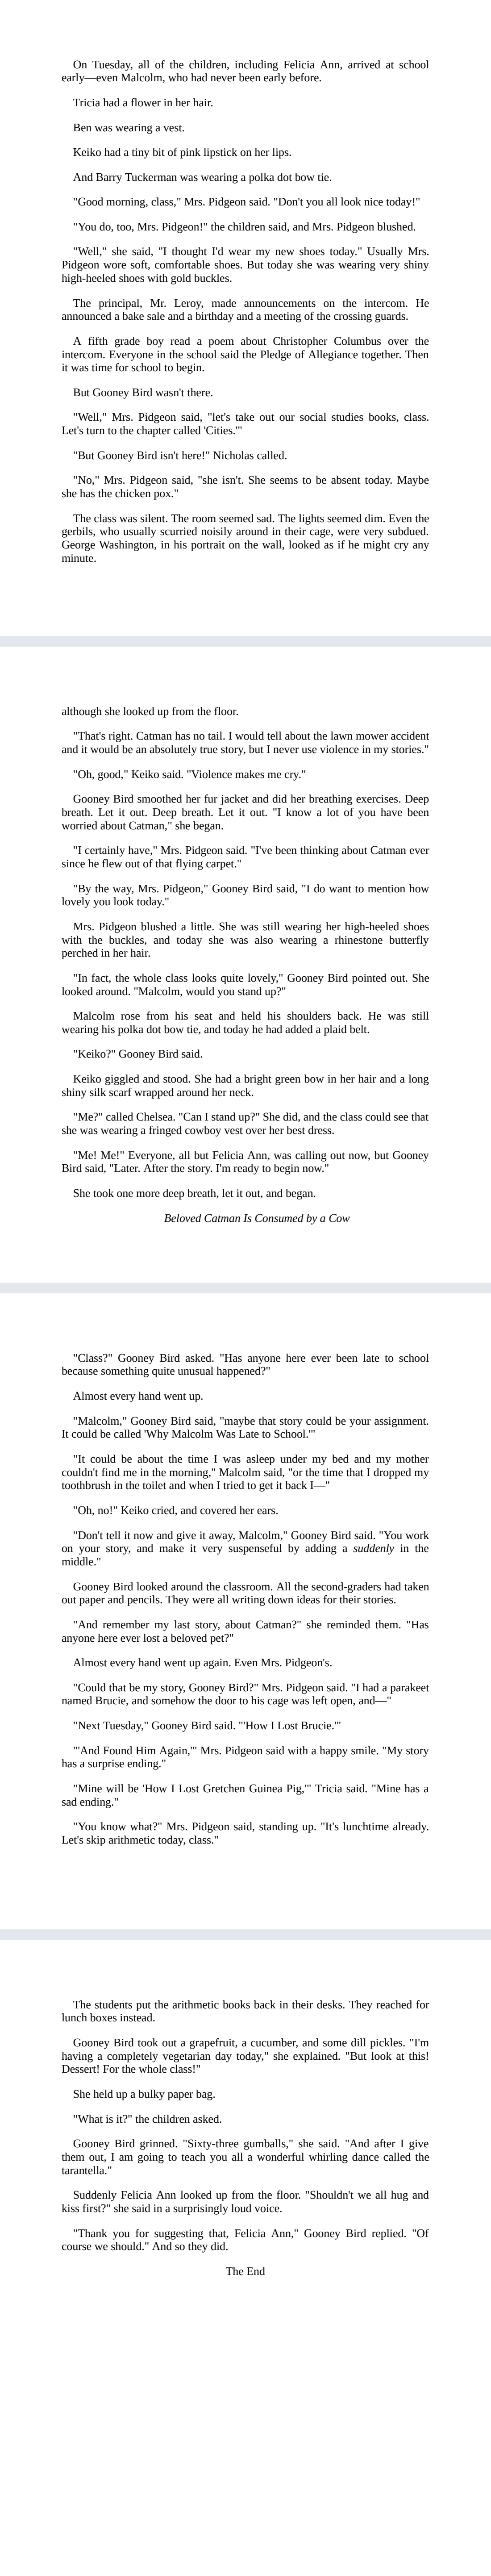 On Tuesday, all of the children, including Felicia Ann, arrived at school
early—even Malcolm, who had never been early before.
Tricia had a flower in her hair.
Ben was wearing a vest.
Keiko had a tiny bit of pink lipstick on her lips.
And Barry Tuckerman was wearing a polka dot bow tie.
"Good morning, class," Mrs. Pidgeon said. "Don't you all look nice today!"
"You do, too, Mrs. Pidgeon!" the children said, and Mrs. Pidgeon blushed.
"Well," she said, "I thought I'd wear my new shoes today." Usually Mrs.
Pidgeon wore soft, comfortable shoes. But today she was wearing very shiny
high-heeled shoes with gold buckles.
The principal, Mr. Leroy, made announcements on the intercom. He
announced a bake sale and a birthday and a meeting of the crossing guards.
A fifth grade boy read a poem about Christopher Columbus over the
intercom. Everyone in the school said the Pledge of Allegiance together. Then
it was time for school to begin.
But Gooney Bird wasn't there.
"Well," Mrs. Pidgeon said, "let's take out our social studies books, class.
Let's turn to the chapter called 'Cities.'"
"But Gooney Bird isn't here!" Nicholas called.
"No," Mrs. Pidgeon said, "she isn't. She seems to be absent today. Maybe
she has the chicken pox."
The class was silent. The room seemed sad. The lights seemed dim. Even the
gerbils, who usually scurried noisily around in their cage, were very subdued.
George Washington, in his portrait on the wall, looked as if he might cry any
minute.
although she looked up from the floor.
"That's right. Catman has no tail. I would tell about the lawn mower accident
and it would be an absolutely true story, but I never use violence in my stories."
"Oh, good," Keiko said. "Violence makes me cry."
Gooney Bird smoothed her fur jacket and did her breathing exercises. Deep
breath. Let it out. Deep breath. Let it out. "I know a lot of you have been
worried about Catman," she began.
"I certainly have," Mrs. Pidgeon said. "I've been thinking about Catman ever
since he flew out of that flying carpet."
"By the way, Mrs. Pidgeon," Gooney Bird said, "I do want to mention how
lovely you look today."
Mrs. Pidgeon blushed a little. She was still wearing her high-heeled shoes
with the buckles, and today she was also wearing a rhinestone butterfly
perched in her hair.
"In fact, the whole class looks quite lovely," Gooney Bird pointed out. She
looked around. "Malcolm, would you stand up?"
Malcolm rose from his seat and held his shoulders back. He was still
wearing his polka dot bow tie, and today he had added a plaid belt.
"Keiko?" Gooney Bird said.
Keiko giggled and stood. She had a bright green bow in her hair and a long
shiny silk scarf wrapped around her neck.
"Me?" called Chelsea. "Can I stand up?" She did, and the class could see that
she was wearing a fringed cowboy vest over her best dress.
"Me! Me!" Everyone, all but Felicia Ann, was calling out now, but Gooney
Bird said, "Later. After the story. I'm ready to begin now."
She took one more deep breath, let it out, and began.
Beloved Catman Is Consumed by a Cow
"Class?" Gooney Bird asked. "Has anyone here ever been late to school
because something quite unusual happened?"
Almost every hand went up.
"Malcolm," Gooney Bird said, "maybe that story could be your assignment.
It could be called 'Why Malcolm Was Late to School.'"
"It could be about the time I was asleep under my bed and my mother
couldn't find me in the morning," Malcolm said, "or the time that I dropped my
toothbrush in the toilet and when I tried to get it back I—"
"Oh, no!" Keiko cried, and covered her ears.
"Don't tell it now and give it away, Malcolm," Gooney Bird said. "You work
on your story, and make it very suspenseful by adding a suddenly in the
middle."
Gooney Bird looked around the classroom. All the second-graders had taken
out paper and pencils. They were all writing down ideas for their stories.
"And remember my last story, about Catman?" she reminded them. "Has
anyone here ever lost a beloved pet?"
Almost every hand went up again. Even Mrs. Pidgeon's.
"Could that be my story, Gooney Bird?" Mrs. Pidgeon said. "I had a parakeet
named Brucie, and somehow the door to his cage was left open, and—"
"Next Tuesday," Gooney Bird said. "'How I Lost Brucie.'"
"'And Found Him Again,'" Mrs. Pidgeon said with a happy smile. "My story
has a surprise ending."
"Mine will be 'How I Lost Gretchen Guinea Pig,'" Tricia said. "Mine has a
sad ending."
"You know what?" Mrs. Pidgeon said, standing up. "It's lunchtime already.
Let's skip arithmetic today, class."
The students put the arithmetic books back in their desks. They reached for
lunch boxes instead.
Gooney Bird took out a grapefruit, a cucumber, and some dill pickles. "I'm
having a completely vegetarian day today," she explained. "But look at this!
Dessert! For the whole class!"
She held up a bulky paper bag.
"What is it?" the children asked.
Gooney Bird grinned. "Sixty-three gumballs," she said. "And after I give
them out, I am going to teach you all a wonderful whirling dance called the
tarantella."
Suddenly Felicia Ann looked up from the floor. "Shouldn't we all hug and
kiss first?" she said in a surprisingly loud voice.
"Thank you for suggesting that, Felicia Ann," Gooney Bird replied. "Of
course we should." And so they did.
The End